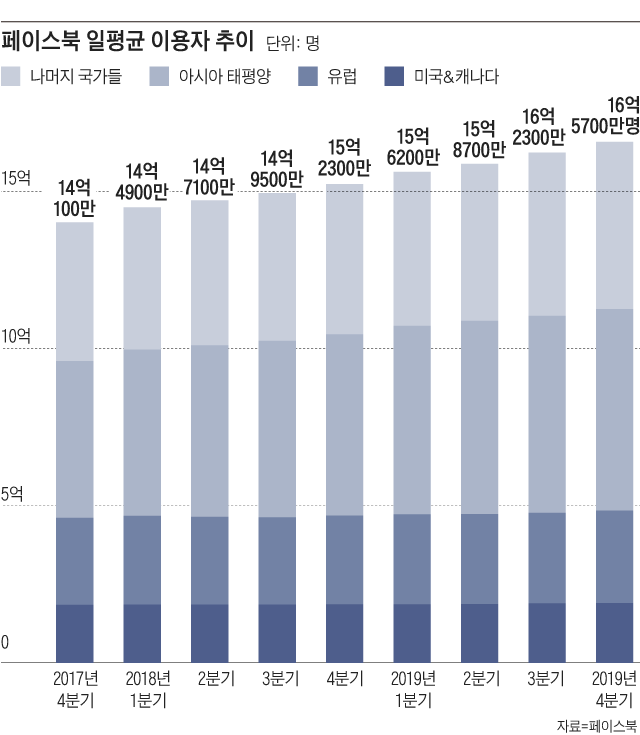 페이스북 일평균 이용자 추이 단위: 명
나머지 국가들 아시아 태평양 유럽 미국&캐나다
14억
100만
14억
4900만
14억
7100만
14억
9500만
15억
2300만
15억
6200만
15억
8700만
16억
2300만
16억
5700만명
15억
10억
5억
0
2017년
4분기
2018년
1분기
2분기
3분기
4분기
2019년
1분기
2분기
3분기
2019년
4분기
자료=페이스북